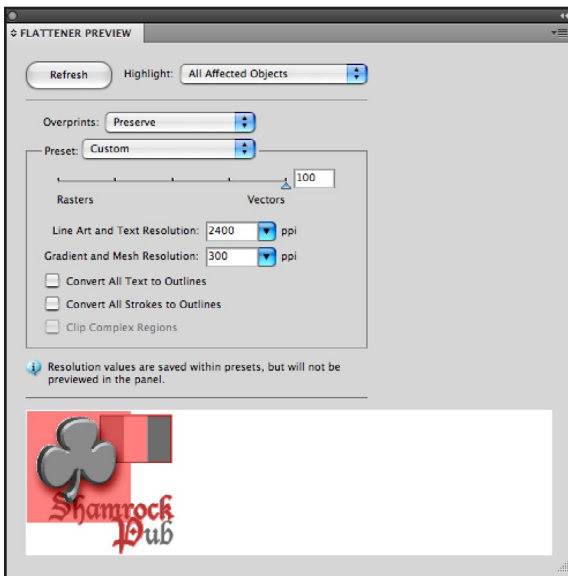 FLATTENER PREVIEW
Refresh Highlight: All Affected Objects
Overprints: Preserve
Preset: Custom
100
Rasters Vectors
Line Art and Text Resolution: 2400 ppi
Gradient and Mesh Resolution: 300 ppi
Convert All Text to Outlines
Convert All Strokes to Outlines
Clip Complex Regions
Resolution values are saved within presets, but will not be
previewed in the panel.
Shamrock
Pub